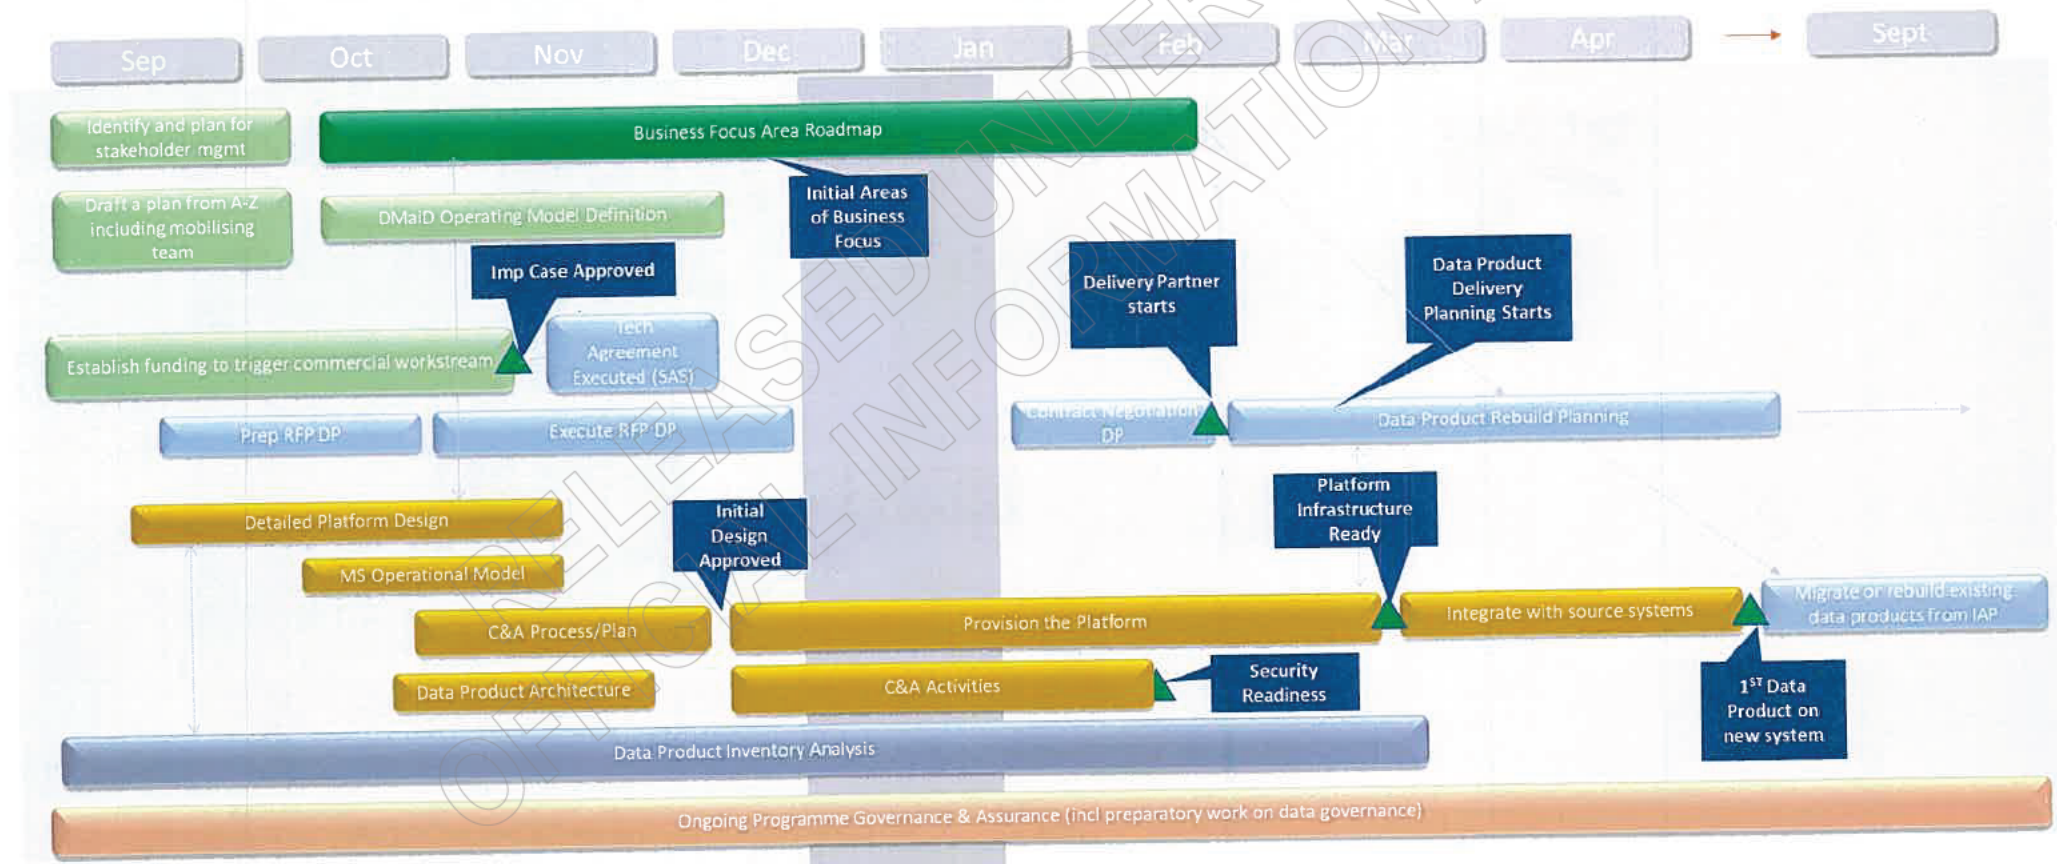 Sep
Oct
Nov
Dec
Jan
Feb
Mar
Apr
Sept
Identify and plan for
stakeholder mgmt
Business Focus Area Roadmap
Initial Areas
of Business
Focus
Draft a plan from A-Z
including mobilising
team
DMaiD Operating Model Definition
Imp Case Approved
Delivery Partner
starts
Data Product
Delivery
Planning Starts
Establish funding to trigger commercial workstream
Tech
Agreement
Executed (SAS)
Prep RFP DP
Execute RFP DP
Contract Negotiation
DP
Data Product Rebuild Planning
Detailed Platform Design
Initial
Design
Approved
Platform
Infrastructure
Ready
MS Operational Model
C&A Process/Plan
Provision the Platform
Integrate with source systems
Migrate or rebuild existing
data products from IAP
Data Product Architecture
C&A Activities
Security
Readiness
1ST Data
Product on
new system
Data Product Inventory Analysis
Ongoing Programme Governance & Assurance (incl preparatory work on data governance)
RELEASED UNDER
OFFICIAL INFORMATION